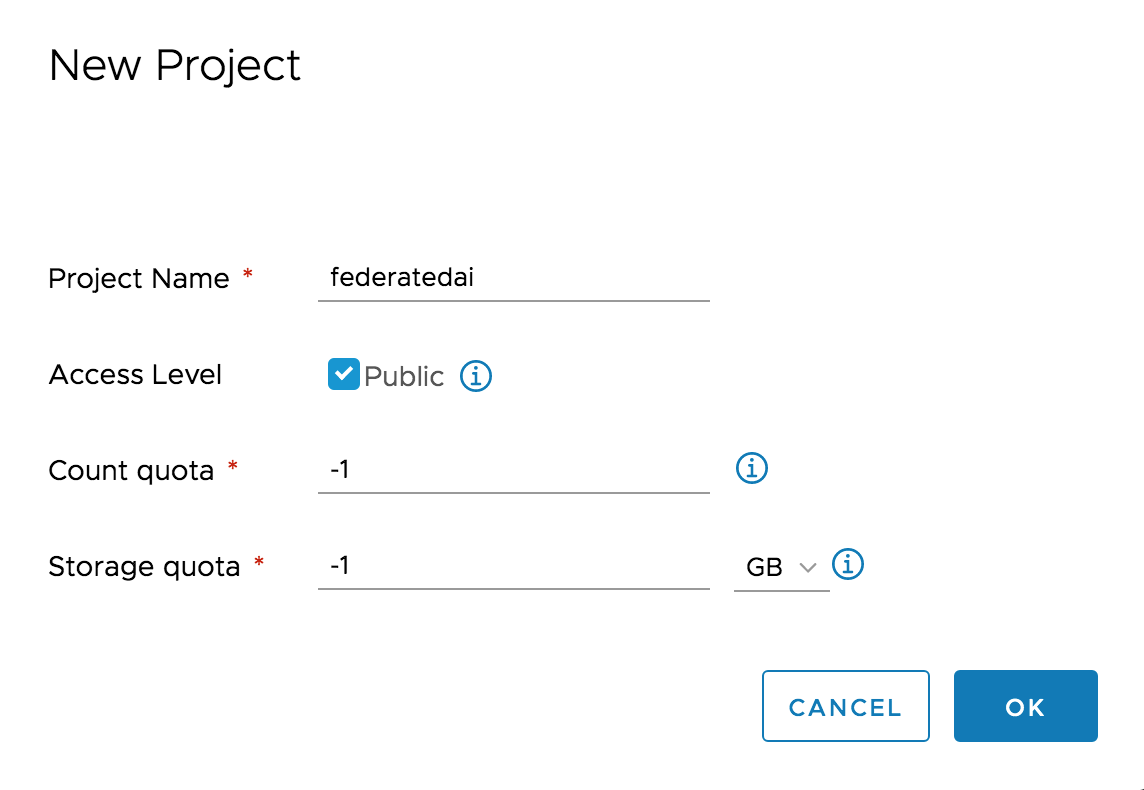 New Project
Project Name *
federatedai
Access Level
Public
Count quota *
-1
Storage quota *
-1
GB
CANCEL
OK